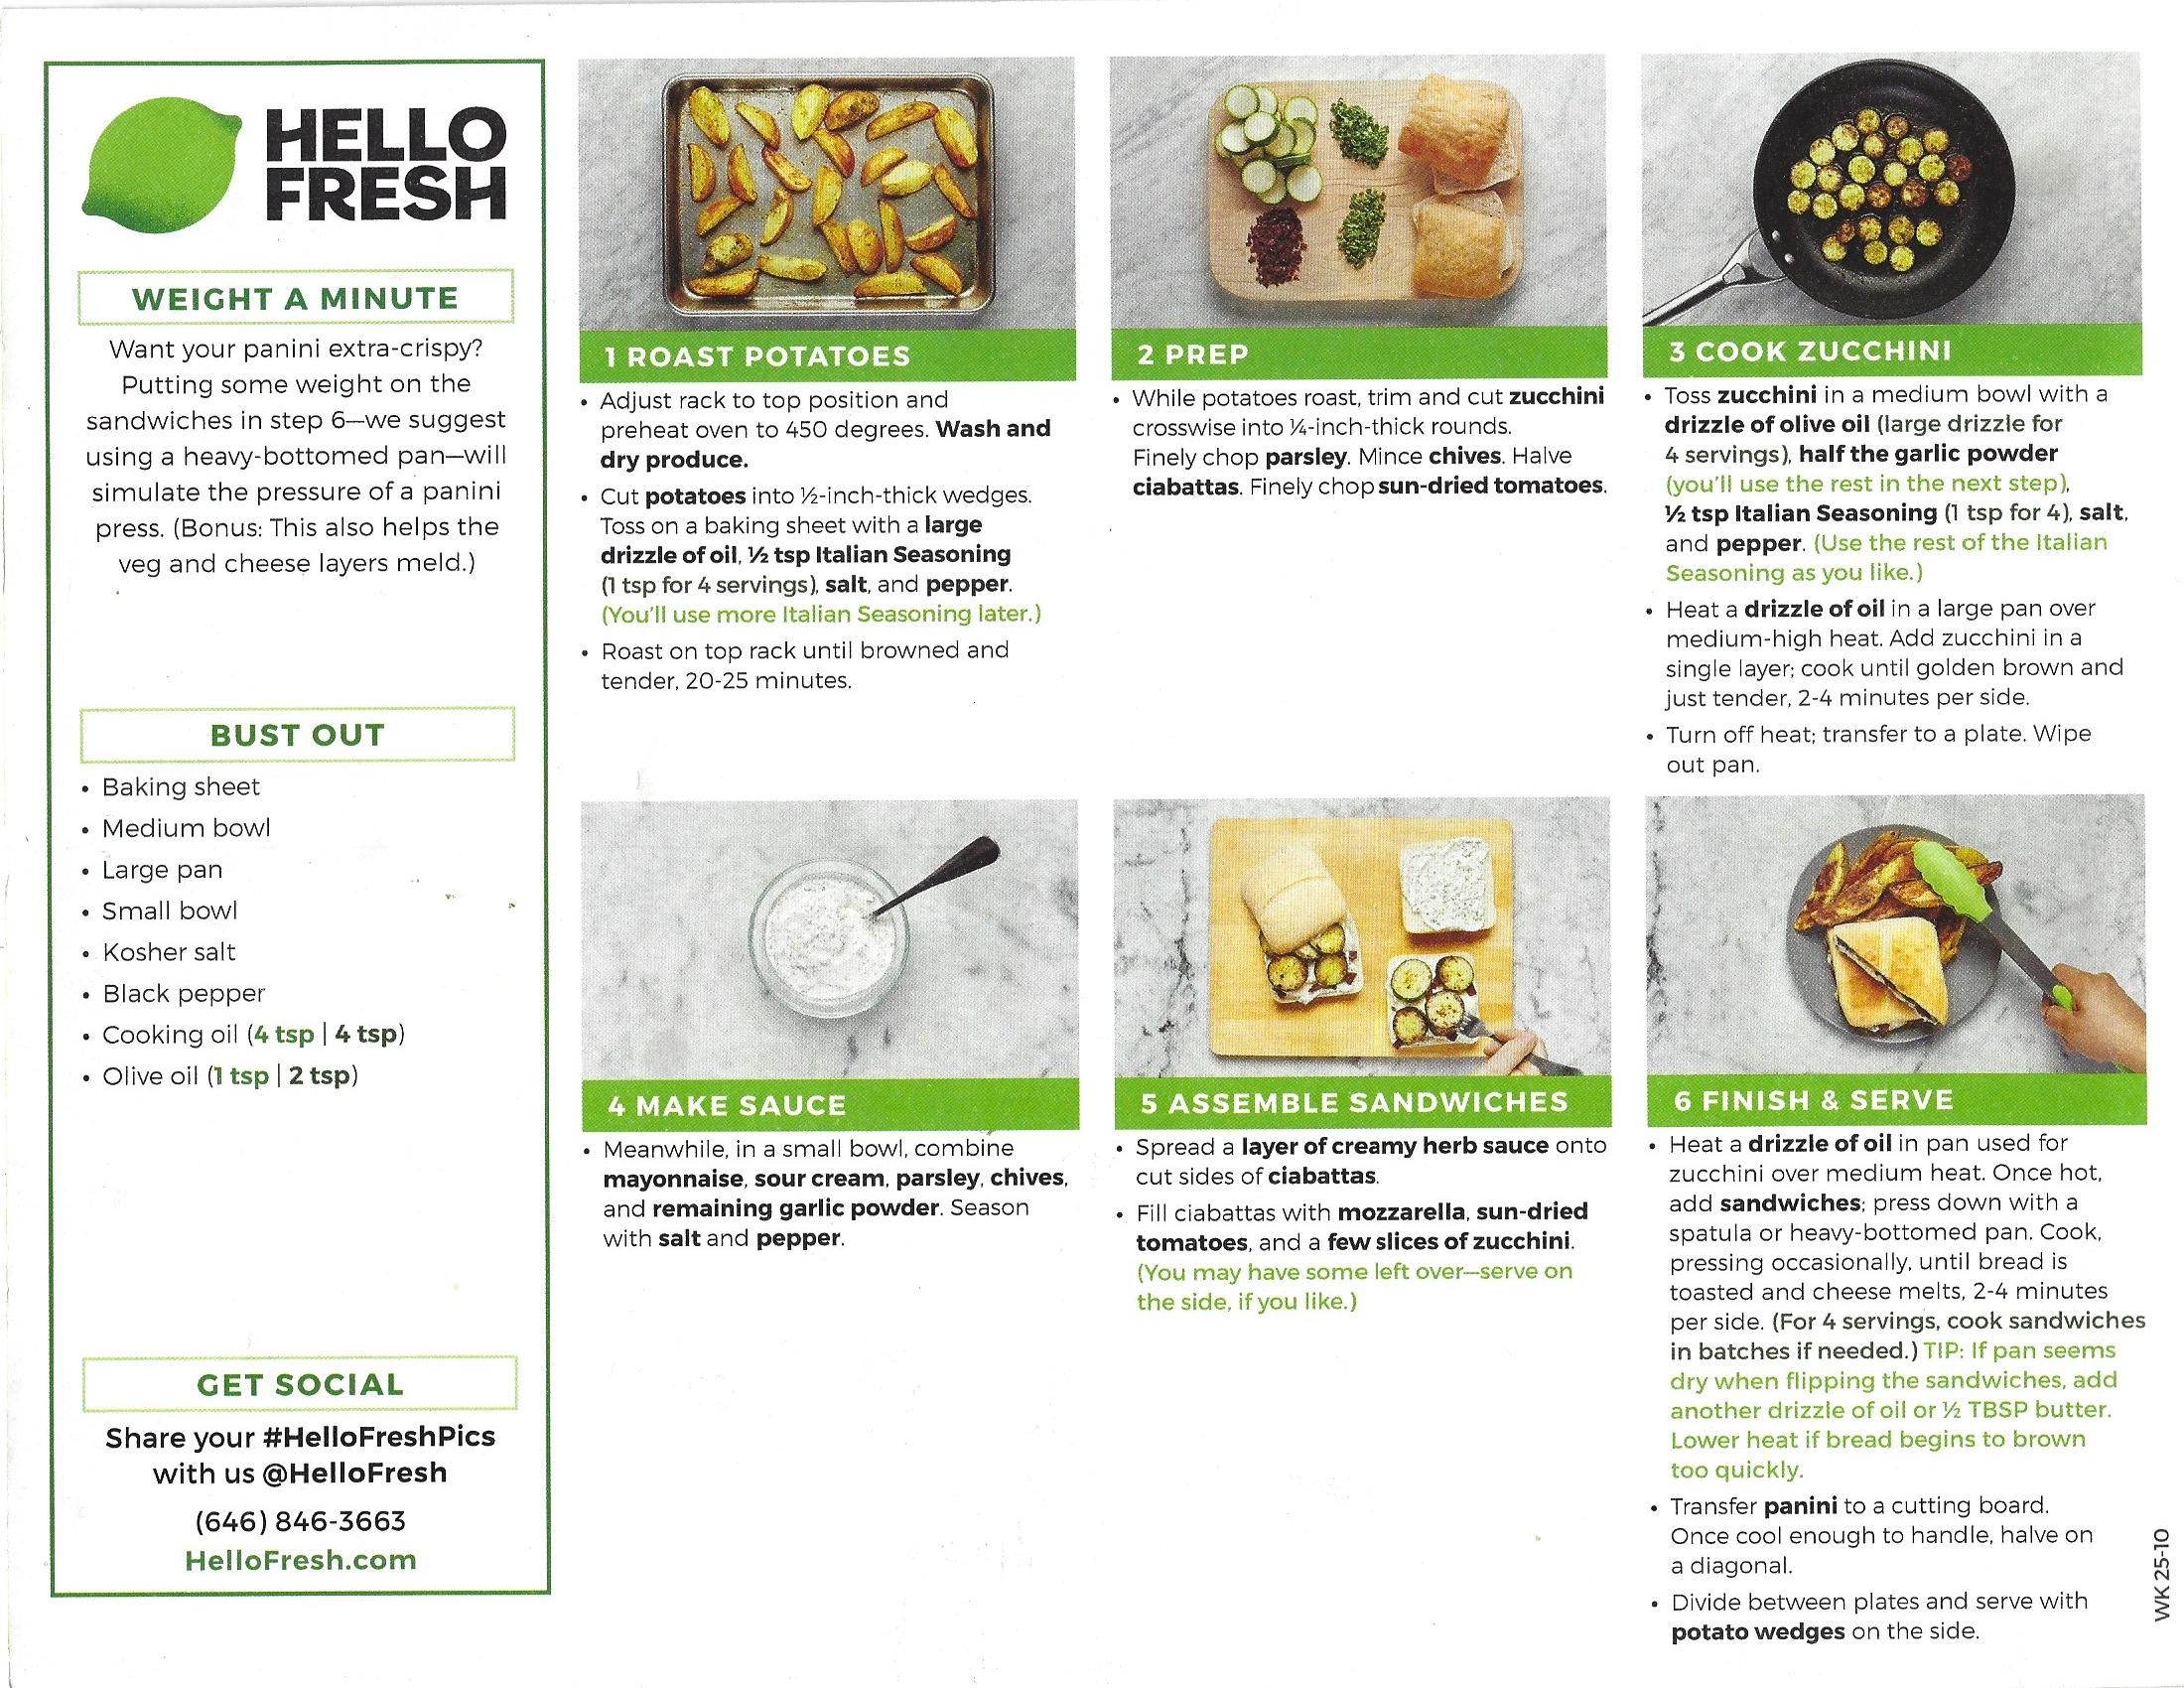 HELLO
FRESH
WEIGHT A MINUTE
Want your panini extra-crispy?
Putting some weight on the
sandwiches in step 6—we suggest
using a heavy-bottomed pan—will
simulate the pressure of a panini
press. (Bonus: This also helps the
veg and cheese layers meld.)
BUST OUT
• Baking sheet
• Medium bowl
• Large pan
• Small bowl
• Kosher salt
• Black pepper
• Cooking oil (4 tsp | 4 tsp)
• Olive oil (1 tsp | 2 tsp)
GET SOCIAL
Share your #HelloFreshPics
with us @HelloFresh
(646) 846-3663
HelloFresh.com
1 ROAST POTATOES
• Adjust rack to top position and
preheat oven to 450 degrees. Wash and
dry produce.
• Cut potatoes into ½-inch-thick wedges.
Toss on a baking sheet with a large
drizzle of oil, ½ tsp Italian Seasoning
(1 tsp for 4 servings), salt, and pepper.
(You'll use more Italian Seasoning later.)
• Roast on top rack until browned and
tender, 20-25 minutes.
2 PREP
• While potatoes roast, trim and cut zucchini
crosswise into ¼-inch-thick rounds.
Finely chop parsley. Mince chives. Halve
ciabattas. Finely chop sun-dried tomatoes.
3 COOK ZUCCHINI
• Toss zucchini in a medium bowl with a
drizzle of olive oil (large drizzle for
4 servings), half the garlic powder
(you'll use the rest in the next step),
½ tsp Italian Seasoning (1 tsp for 4), salt,
and pepper. (Use the rest of the Italian
Seasoning as you like.)
• Heat a drizzle of oil in a large pan over
medium-high heat. Add zucchini in a
single layer; cook until golden brown and
just tender, 2-4 minutes per side.
• Turn off heat; transfer to a plate. Wipe
out pan.
4 MAKE SAUCE
• Meanwhile, in a small bowl, combine
mayonnaise, sour cream, parsley, chives,
and remaining garlic powder. Season
with salt and pepper.
5 ASSEMBLE SANDWICHES
• Spread a layer of creamy herb sauce onto
cut sides of ciabattas.
• Fill ciabattas with mozzarella, sun-dried
tomatoes, and a few slices of zucchini.
(You may have some left over—serve on
the side, if you like.)
6 FINISH & SERVE
• Heat a drizzle of oil in pan used for
zucchini over medium heat. Once hot,
add sandwiches; press down with a
spatula or heavy-bottomed pan. Cook,
pressing occasionally, until bread is
toasted and cheese melts, 2-4 minutes
per side. (For 4 servings, cook sandwiches
in batches if needed.) TIP: If pan seems
dry when flipping the sandwiches, add
another drizzle of oil or ½ TBSP butter.
Lower heat if bread begins to brown
too quickly.
• Transfer panini to a cutting board.
Once cool enough to handle, halve on
a diagonal.
• Divide between plates and serve with
potato wedges on the side.
WK 25-10